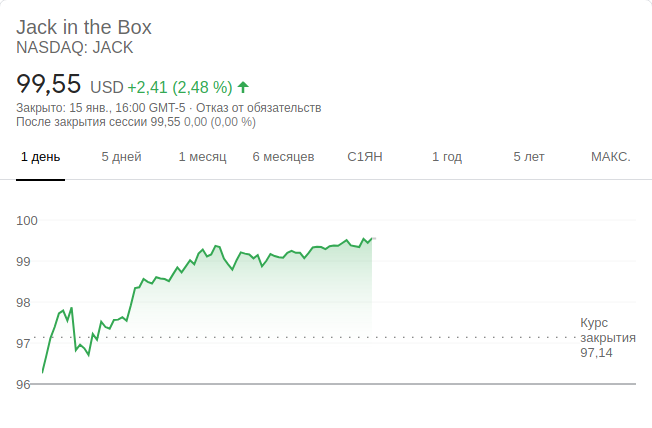 Jack in the Box
NASDAQ: JACK
99,55 USD +2,41 (2,48 %)
Закрыто: 15 янв., 16:00 GMT-5 · Отказ от обязательств
После закрытия сессии 99,55 0,00 (0,00 %)
1 день 5 дней 1 месяц 6 месяцев С1ЯН 1 год 5 лет МАКС.
100
99
98
97
96
Курс
закрытия
97,14